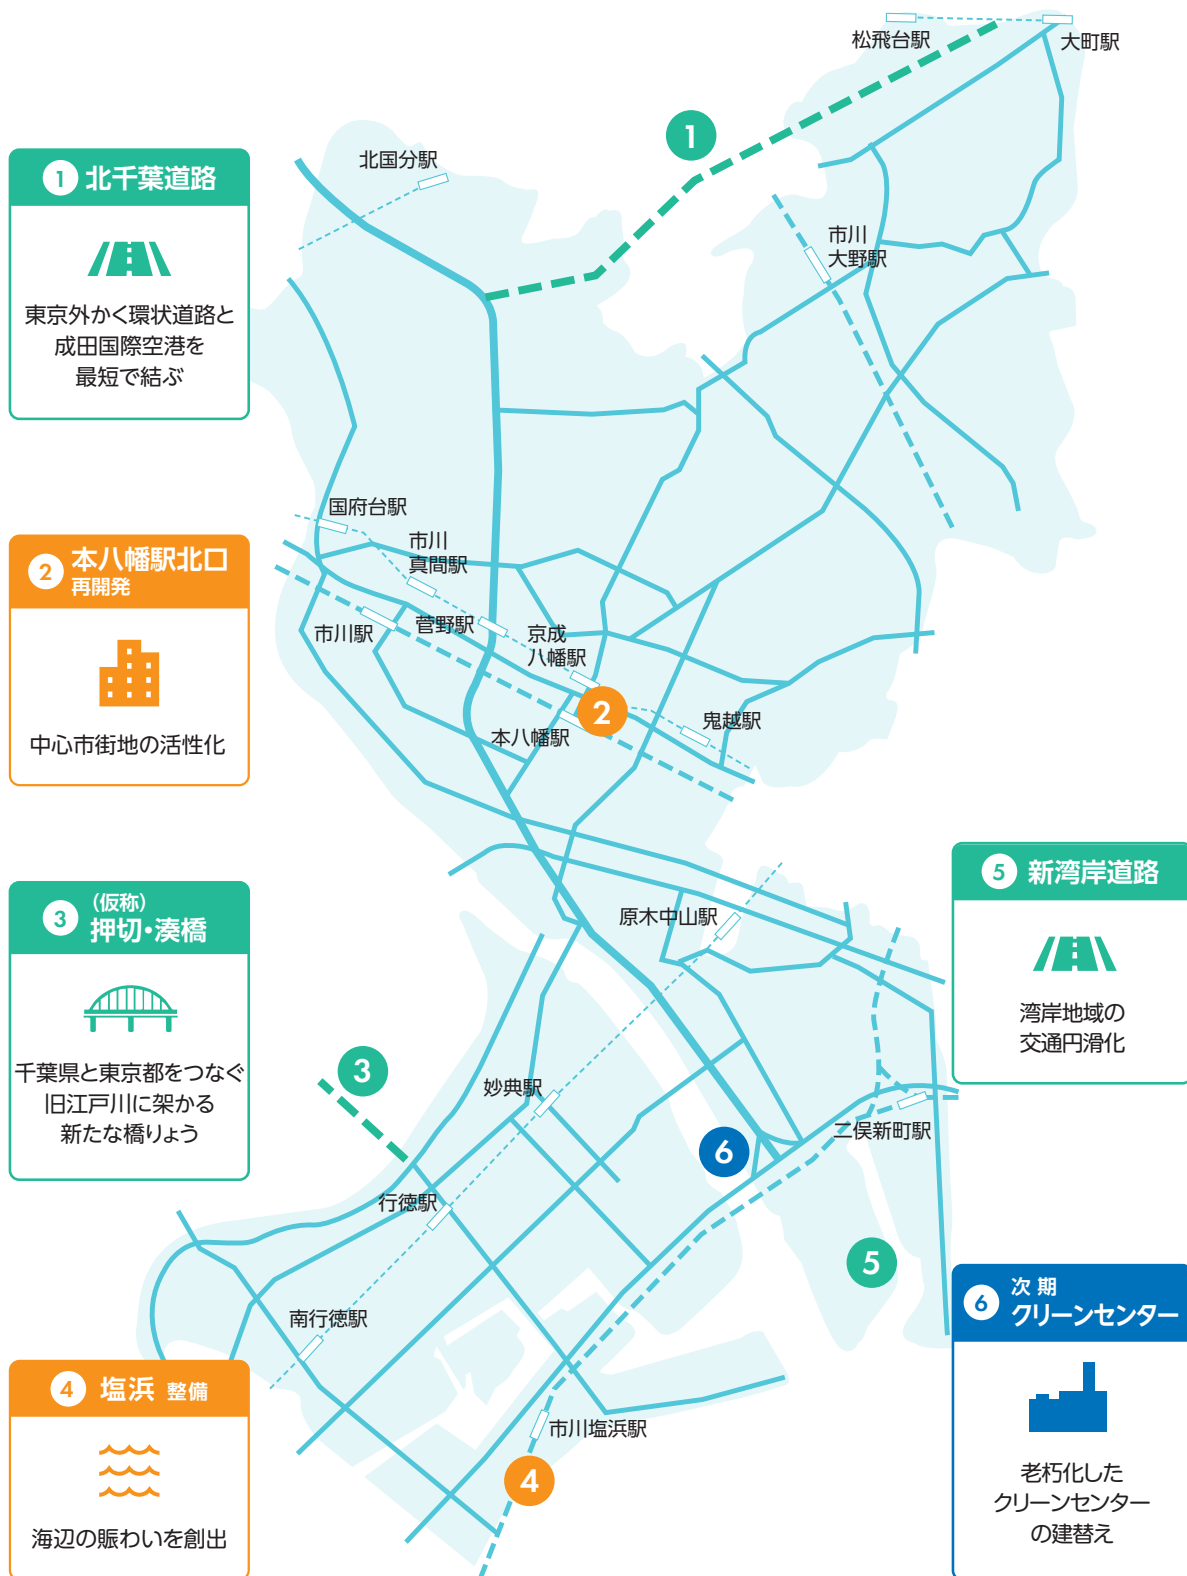 松飛台駅
大町駅
1
北国分駅
1 北千葉道路
東京外かく環状道路と
成田国際空港を
最短で結ぶ
市川
大野駅
国府台駅
市川
真間駅
菅野駅
市川駅
京成
八幡駅
2
本八幡駅
鬼越駅
2 本八幡駅北口
再開発
中心市街地の活性化
原木中山駅
3
(仮称)
押切・湊橋
千葉県と東京都をつなぐ
旧江戸川に架かる
新たな橋りょう
3
妙典駅
6
二俣新町駅
行徳駅
5
南行徳駅
市川塩浜駅
4
5 新湾岸道路
湾岸地域の
交通円滑化
4 塩浜 整備
海辺の賑わいを創出
6
次期
クリーンセンター
老朽化した
クリーンセンター
の建替え